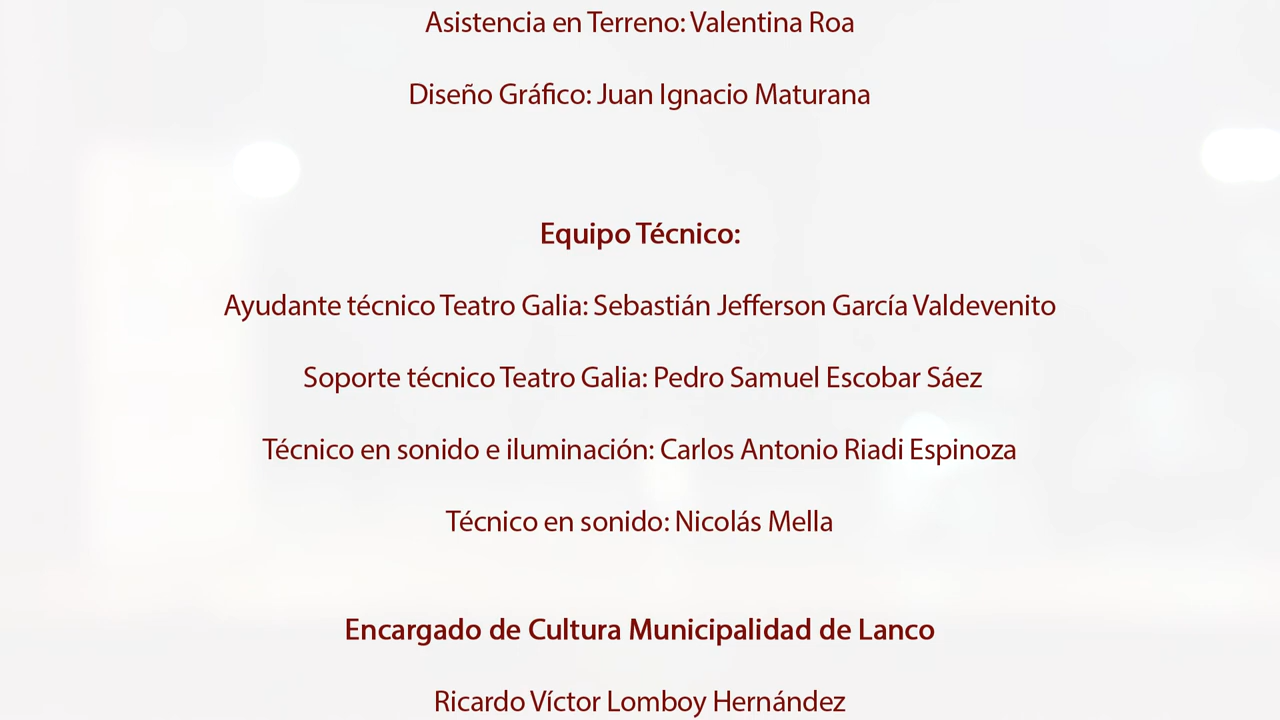 Asistencia en Terreno: Valentina Roa
Diseño Gráfico: Juan Ignacio Maturana
Equipo Técnico:
Ayudante técnico Teatro Galia: Sebastián Jefferson García Valdevenito
Soporte técnico Teatro Galia: Pedro Samuel Escobar Sáez
Técnico en sonido e iluminación: Carlos Antonio Riadi Espinoza
Técnico en sonido: Nicolás Mella
Encargado de Cultura Municipalidad de Lanco
Ricardo Víctor Lomboy Hernández